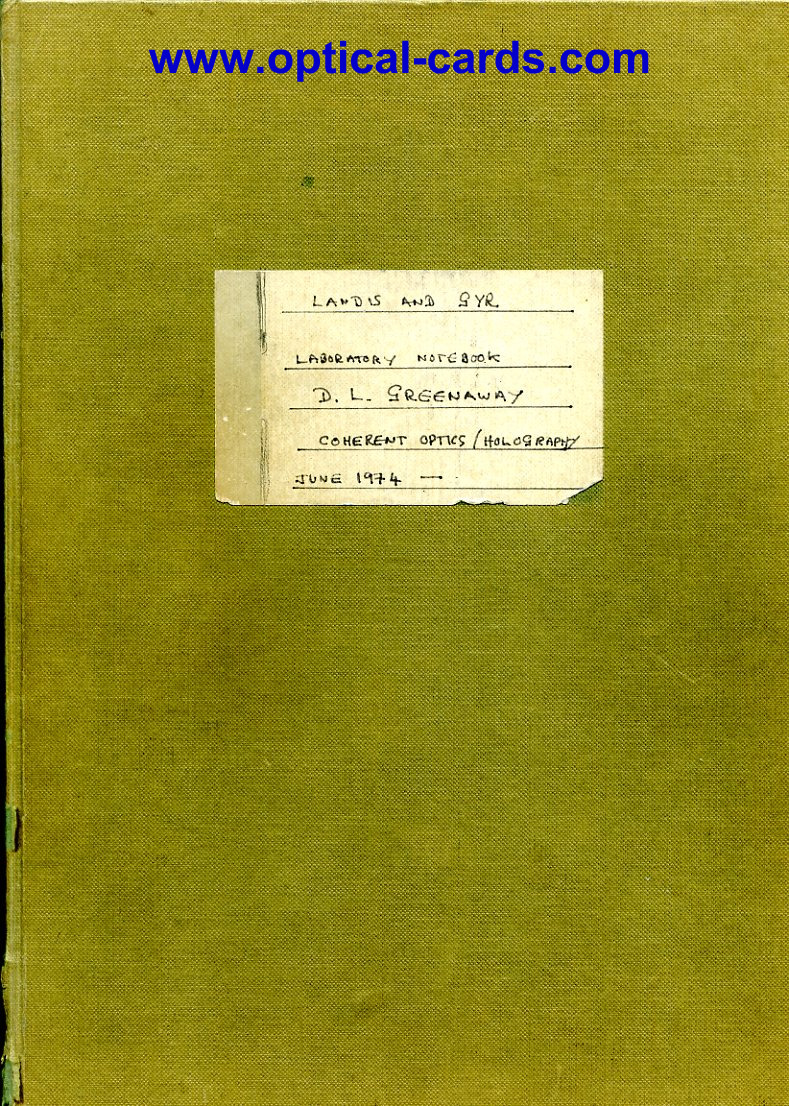 www.optical-cards.com
LANDIS AND GYR
LABORATORY NOTEBOOK
D. L. GREENAWAY
COHERENT OPTICS / HOLOGRAPHY
JUNE 1974 —